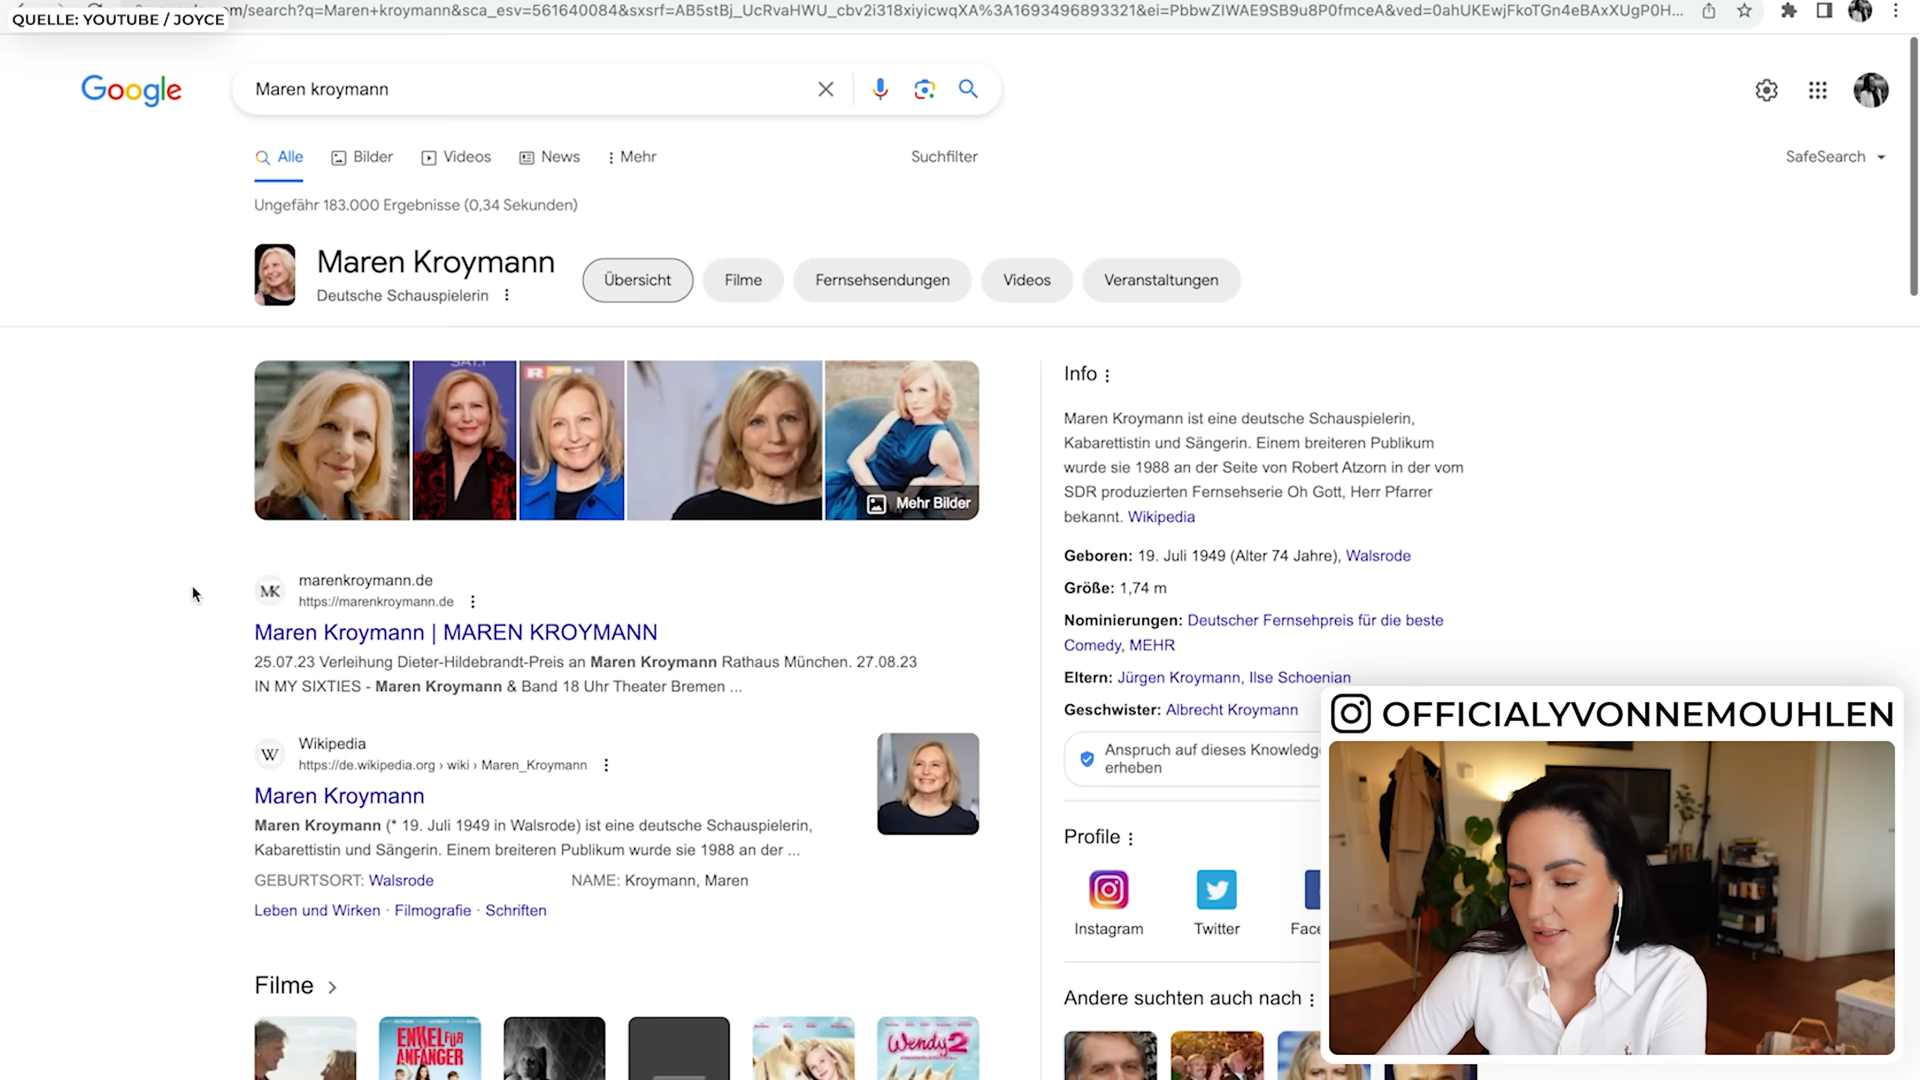 QUELLE: YOUTUBE / JOYCE
om/search?q=Maren+kroymann&sca_esv=561640084&sxsrf=AB5stBj_UcRvaHWU_cbv2i318xiyicwqXA%3A1693496893321&ei=PbbwZIWAE9SB9u8P0fmceA&ved=0ahUKEwjFkoTGn4eBAxXUgP0H...
Google
Maren kroymann
Alle
Bilder
Videos
News
Mehr
Suchfilter
SafeSearch
Ungefähr 183.000 Ergebnisse (0,34 Sekunden)
Maren Kroymann
Deutsche Schauspielerin
Übersicht
Filme
Fernsehsendungen
Videos
Veranstaltungen
Mehr Bilder
marenkroymann.de
MK
https://marenkroymann.de
Maren Kroymann | MAREN KROYMANN
25.07.23 Verleihung Dieter-Hildebrandt-Preis an Maren Kroymann Rathaus München. 27.08.23
IN MY SIXTIES - Maren Kroymann & Band 18 Uhr Theater Bremen ...
Wikipedia
W
https://de.wikipedia.org › wiki › Maren_Kroymann
Maren Kroymann
Maren Kroymann (* 19. Juli 1949 in Walsrode) ist eine deutsche Schauspielerin,
Kabarettistin und Sängerin. Einem breiteren Publikum wurde sie 1988 an der ...
GEBURTSORT: Walsrode
NAME: Kroymann, Maren
Leben und Wirken · Filmografie · Schriften
Filme
ENKEL FÜR
ANFÄNGER
Wendy 2
Info
Maren Kroymann ist eine deutsche Schauspielerin,
Kabarettistin und Sängerin. Einem breiteren Publikum
wurde sie 1988 an der Seite von Robert Atzorn in der vom
SDR produzierten Fernsehserie Oh Gott, Herr Pfarrer
bekannt. Wikipedia
Geboren: 19. Juli 1949 (Alter 74 Jahre), Walsrode
Größe: 1,74 m
Nominierungen: Deutscher Fernsehpreis für die beste
Comedy, MEHR
Eltern: Jürgen Kroymann, Ilse Schoenian
Geschwister: Albrecht Kroymann
Anspruch auf dieses Knowledg
erheben
Profile
Instagram
Twitter
Face
Andere suchten auch nach
OFFICIALYVONNEMOUHLEN